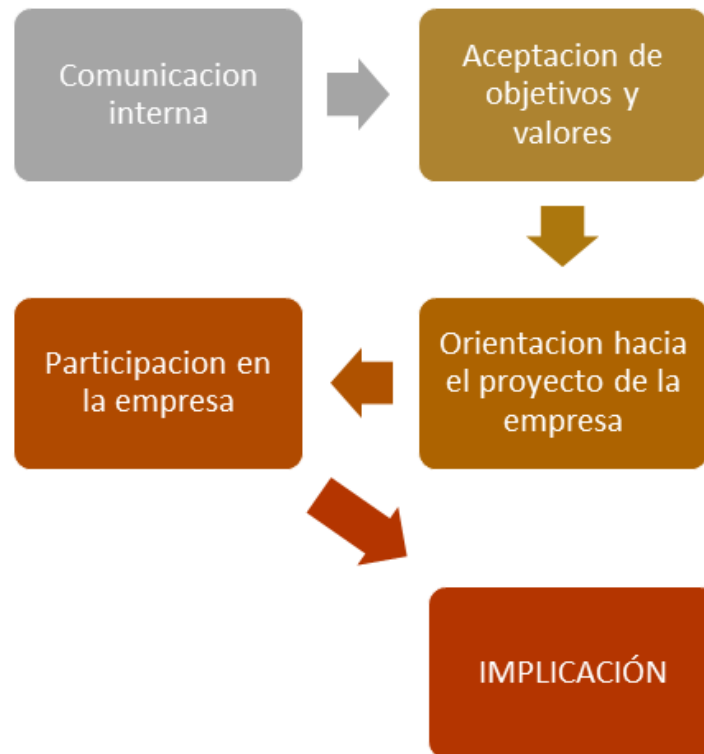 Comunicacion
interna
Aceptacion de
objetivos y
valores
Orientacion hacia
el proyecto de la
empresa
Participacion en
la empresa
IMPLICACIÓN